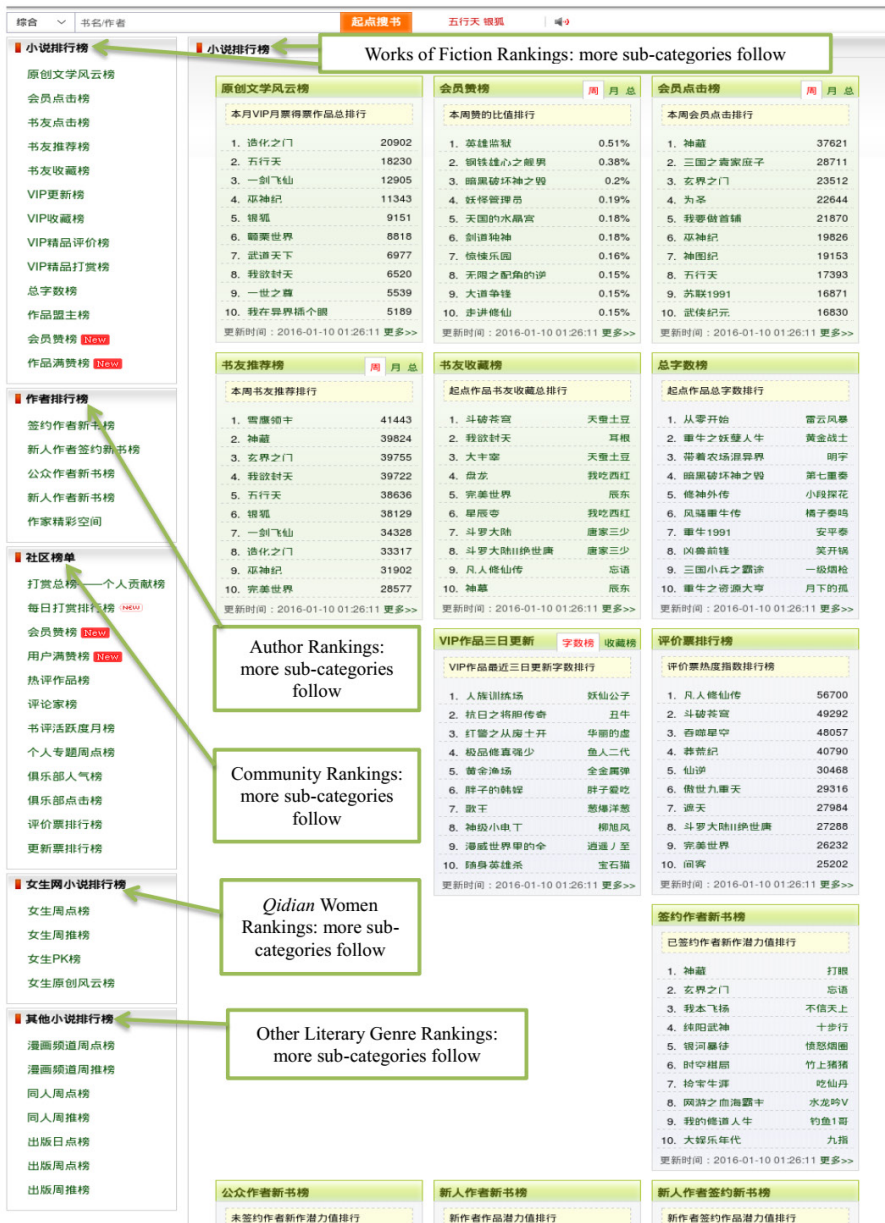 综合
书名/作者
起点搜书
五行天 银狐
小说排行榜
原创文学风云榜
会员点击榜
书友点击榜
书友推荐榜
书友收藏榜
VIP更新榜
VIP收藏榜
VIP精品评价榜
VIP精品打赏榜
总字数榜
作品盟主榜
会员赞榜 New
作品满赞榜 New
作者排行榜
签约作者新书榜
新人作者签约新书榜
公众作者新书榜
新人作者新书榜
作家精彩空间
社区榜单
打赏总榜——个人贡献榜
每日打赏排行榜 NEW
会员赞榜 New
用户满赞榜 New
热评作品榜
评论家榜
书评活跃度月榜
个人专题周点榜
俱乐部人气榜
俱乐部点击榜
评价票排行榜
更新票排行榜
女生网小说排行榜
女生周点榜
女生周推榜
女生PK榜
女生原创风云榜
其他小说排行榜
漫画频道周点榜
漫画频道周推榜
同人周点榜
同人周推榜
出版日点榜
出版周点榜
出版周推榜
小说排行榜
Works of Fiction Rankings: more sub-categories follow
原创文学风云榜
本月VIP月票得票作品总排行
1. 造化之门 20902
2. 五行天 18230
3. 一剑飞仙 12905
4. 巫神纪 11343
5. 银狐 9151
6. 罂粟世界 8818
7. 武道天下 6977
8. 我欲封天 6520
9. 一世之尊 5539
10. 我在异界插个眼 5189
更新时间：2016-01-10 01:26:11 更多>>
会员赞榜 周 月 总
本周赞的比值排行
1. 英雄监狱 0.51%
2. 钢铁雄心之舰男 0.38%
3. 暗黑破坏神之毁 0.2%
4. 妖怪管理员 0.19%
5. 天国的水晶宫 0.18%
6. 剑道独神 0.18%
7. 惊悚乐园 0.16%
8. 无限之配角的逆 0.15%
9. 大道争锋 0.15%
10. 走进修仙 0.15%
更新时间：2016-01-10 01:26:11 更多>>
会员点击榜 周 月 总
本周会员点击排行
1. 神藏 37621
2. 三国之袁家庶子 28711
3. 玄界之门 23512
4. 为圣 22644
5. 我要做首辅 21870
6. 巫神纪 19826
7. 神图纪 19153
8. 五行天 17393
9. 苏联1991 16871
10. 武侠纪元 16830
更新时间：2016-01-10 01:26:11 更多>>
书友推荐榜 周 月 总
本周书友推荐排行
1. 雪鹰领主 41443
2. 神藏 39824
3. 玄界之门 39755
4. 我欲封天 39722
5. 五行天 38636
6. 银狐 38129
7. 一剑飞仙 34328
8. 造化之门 33317
9. 巫神纪 31902
10. 完美世界 28577
更新时间：2016-01-10 01:26:11 更多>>
书友收藏榜
起点作品书友收藏总排行
1. 斗破苍穹 天蚕土豆
2. 我欲封天 耳根
3. 大主宰 天蚕土豆
4. 盘龙 我吃西红
5. 完美世界 辰东
6. 星辰变 我吃西红
7. 斗罗大陆 唐家三少
8. 斗罗大陆II绝世唐 唐家三少
9. 凡人修仙传 忘语
10. 神墓 辰东
更新时间：2016-01-10 01:26:11 更多>>
总字数榜
起点作品总字数排行
1. 从零开始 雷云风暴
2. 重生之妖孽人生 黄金战士
3. 带着农场混异界 明宇
4. 暗黑破坏神之毁 第七重奏
5. 修神外传 小段探花
6. 风骚重生传 橘子奏鸣
7. 重生1991 安平泰
8. 凶兽前锋 笑开锅
9. 三国小兵之霸途 一级烟枪
10. 重生之资源大亨 月下的孤
更新时间：2016-01-10 01:26:11 更多>>
Author Rankings:
more sub-categories
follow
VIP作品三日更新 字数榜 收藏榜
VIP作品最近三日更新字数排行
1. 人族训练场 妖仙公子
2. 抗日之将胆传奇 丑牛
3. 红警之从废土开 华丽的虚
4. 极品修真强少 鱼人二代
5. 黄金渔场 全金属弹
6. 胖子的韩娱 胖子爱吃
7. 歌王 葱爆洋葱
8. 神级小电工 柳旭风
9. 漫威世界里的全 逍遥丿至
10. 随身英雄杀 宝石猫
更新时间：2016-01-10 01:26:11 更多>>
评价票排行榜
评价票热度指数排行榜
1. 凡人修仙传 56700
2. 斗破苍穹 49292
3. 吞噬星空 48057
4. 莽荒纪 40790
5. 仙逆 30468
6. 傲世九重天 29316
7. 遮天 27984
8. 斗罗大陆II绝世唐 27288
9. 完美世界 26232
10. 间客 25202
更新时间：2016-01-10 01:26:11 更多>>
Community Rankings:
more sub-categories
follow
Qidian Women
Rankings: more sub-
categories follow
签约作者新书榜
已签约作者新作潜力值排行
1. 神藏 打眼
2. 玄界之门 忘语
3. 我本飞扬 不信天上
4. 纯阳武神 十步行
5. 银河暴徒 愤怒烟圈
6. 时空棋局 竹上猪猪
7. 拾宝生涯 吃仙丹
8. 网游之血海霸主 水龙吟V
9. 我的修道人生 钓鱼1哥
10. 大娱乐年代 九指
更新时间：2016-01-10 01:26:11 更多>>
Other Literary Genre Rankings:
more sub-categories follow
公众作者新书榜
未签约作者新作潜力值排行
新人作者新书榜
新作者作品潜力值排行
新人作者签约新书榜
新作者签约作品潜力值排行